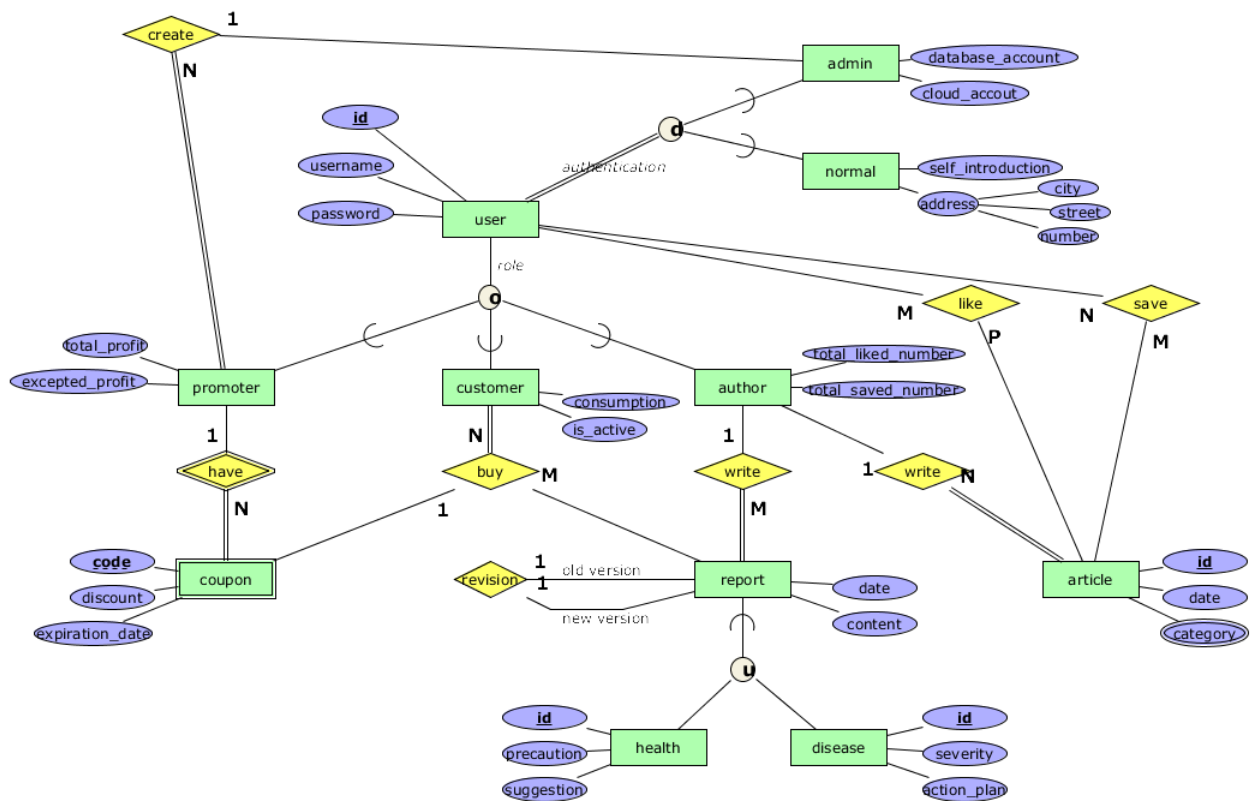 1
create
N
admin
database_account
cloud_accout
id
d
authentication
username
normal
self_introduction
city
address
street
number
password
user
role
o
like
save
M
N
P
M
total_profit
excepted_profit
promoter
customer
consumption
is_active
author
total_liked_number
total_saved_number
1
N
1
have
buy
M
write
1
write
N
N
1
M
code
coupon
discount
expiration_date
revision
1
1
old version
new version
report
date
content
article
id
date
category
u
id
health
precaution
suggestion
disease
id
severity
action_plan